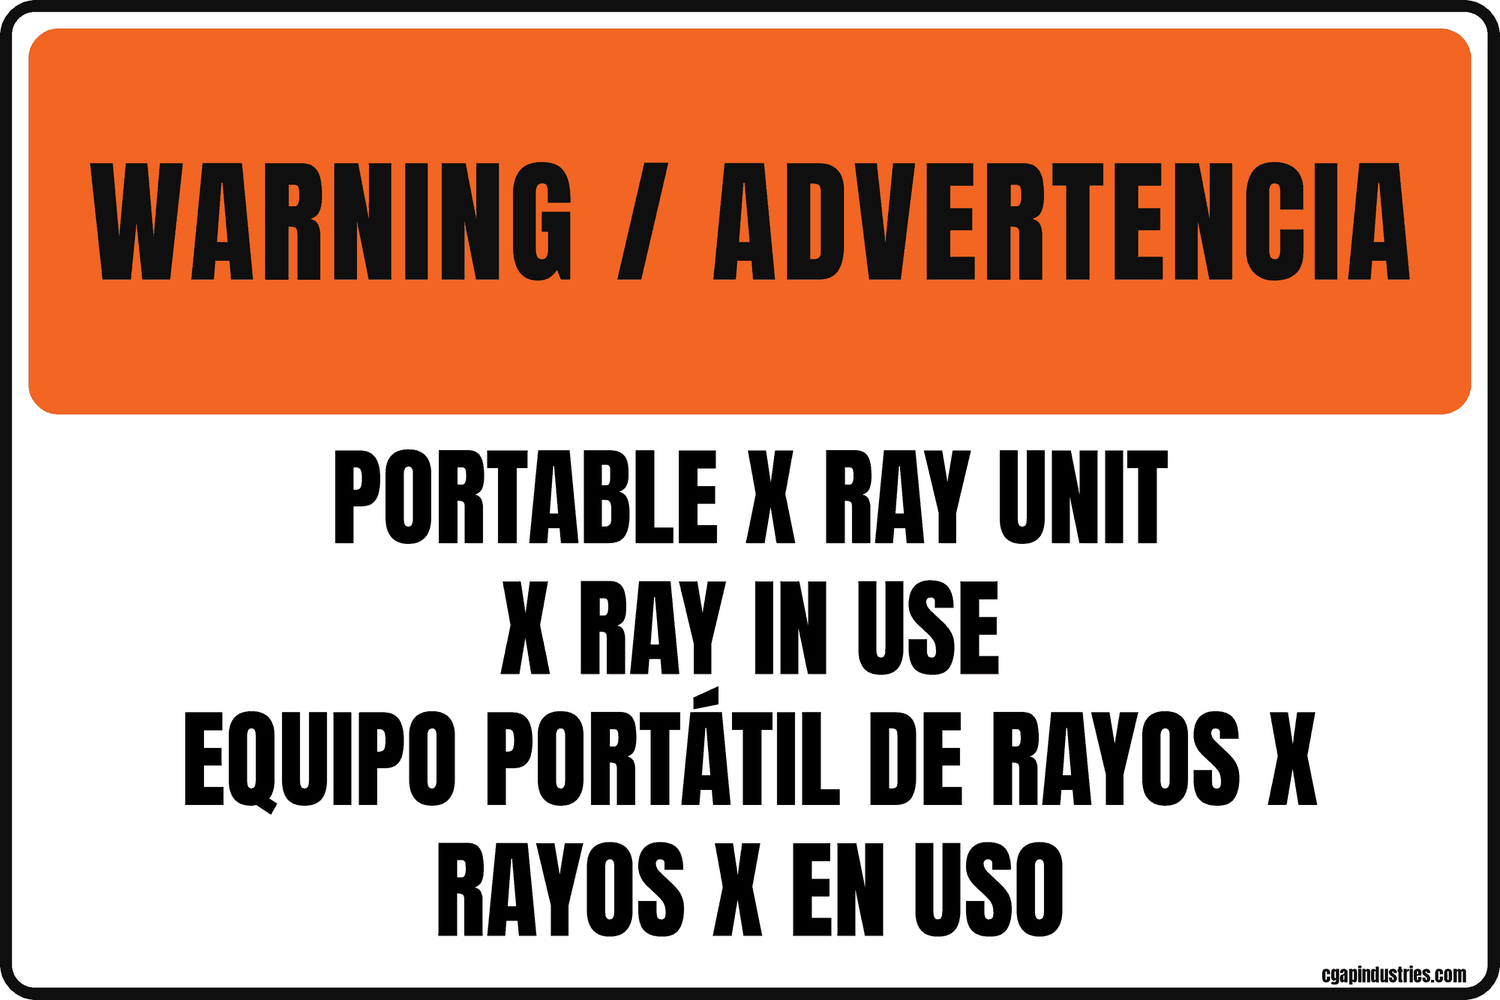 WARNING / ADVERTENCIA
PORTABLE X RAY UNIT
X RAY IN USE
EQUIPO PORTÁTIL DE RAYOS X
RAYOS X EN USO
cgapindustries.com